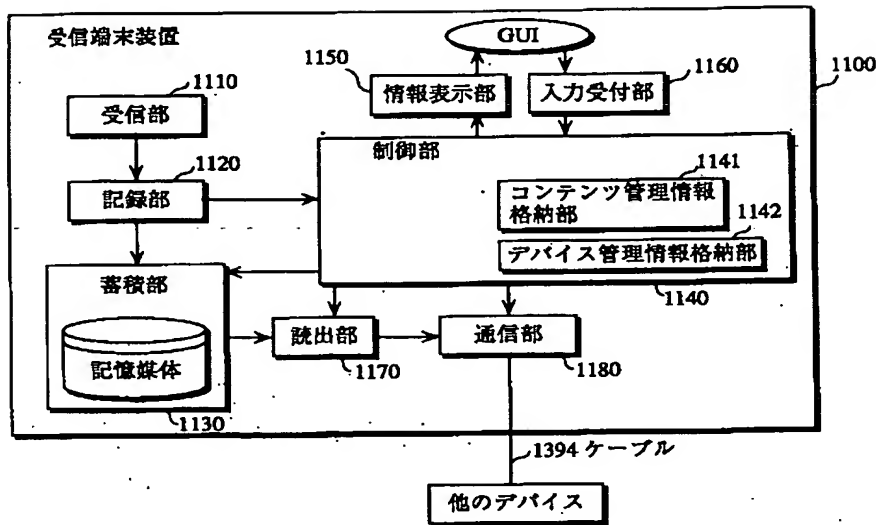 受信端末装置
GUI
1150
1160
1100
1110
情報表示部
入力受付部
受信部
制御部
1120
1141
記録部
コンテンツ管理情報
格納部
1142
デバイス管理情報格納部
蓄積部
1140
読出部
通信部
記憶媒体
1170
1180
1130
1394 ケーブル
他のデバイス